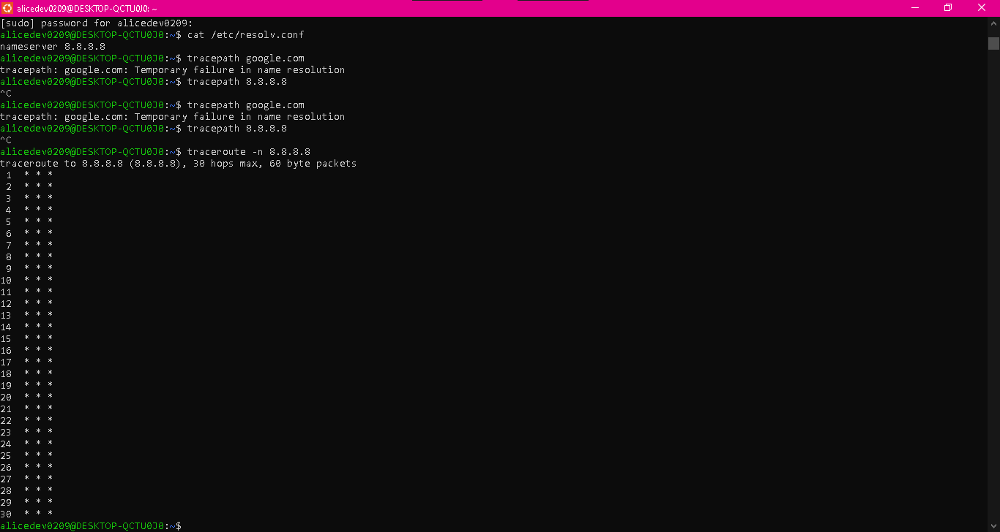 alicedev0209@DESKTOP-QCTU0J0: ~
[sudo] password for alicedev0209:
alicedev0209@DESKTOP-QCTU0J0:~$ cat /etc/resolv.conf
nameserver 8.8.8.8
alicedev0209@DESKTOP-QCTU0J0:~$ tracepath google.com
tracepath: google.com: Temporary failure in name resolution
alicedev0209@DESKTOP-QCTU0J0:~$ tracepath 8.8.8.8
^C
alicedev0209@DESKTOP-QCTU0J0:~$ tracepath google.com
tracepath: google.com: Temporary failure in name resolution
alicedev0209@DESKTOP-QCTU0J0:~$ tracepath 8.8.8.8
^C
alicedev0209@DESKTOP-QCTU0J0:~$ traceroute -n 8.8.8.8
traceroute to 8.8.8.8 (8.8.8.8), 30 hops max, 60 byte packets
 1  * * *
 2  * * *
 3  * * *
 4  * * *
 5  * * *
 6  * * *
 7  * * *
 8  * * *
 9  * * *
10  * * *
11  * * *
12  * * *
13  * * *
14  * * *
15  * * *
16  * * *
17  * * *
18  * * *
19  * * *
20  * * *
21  * * *
22  * * *
23  * * *
24  * * *
25  * * *
26  * * *
27  * * *
28  * * *
29  * * *
30  * * *
alicedev0209@DESKTOP-QCTU0J0:~$